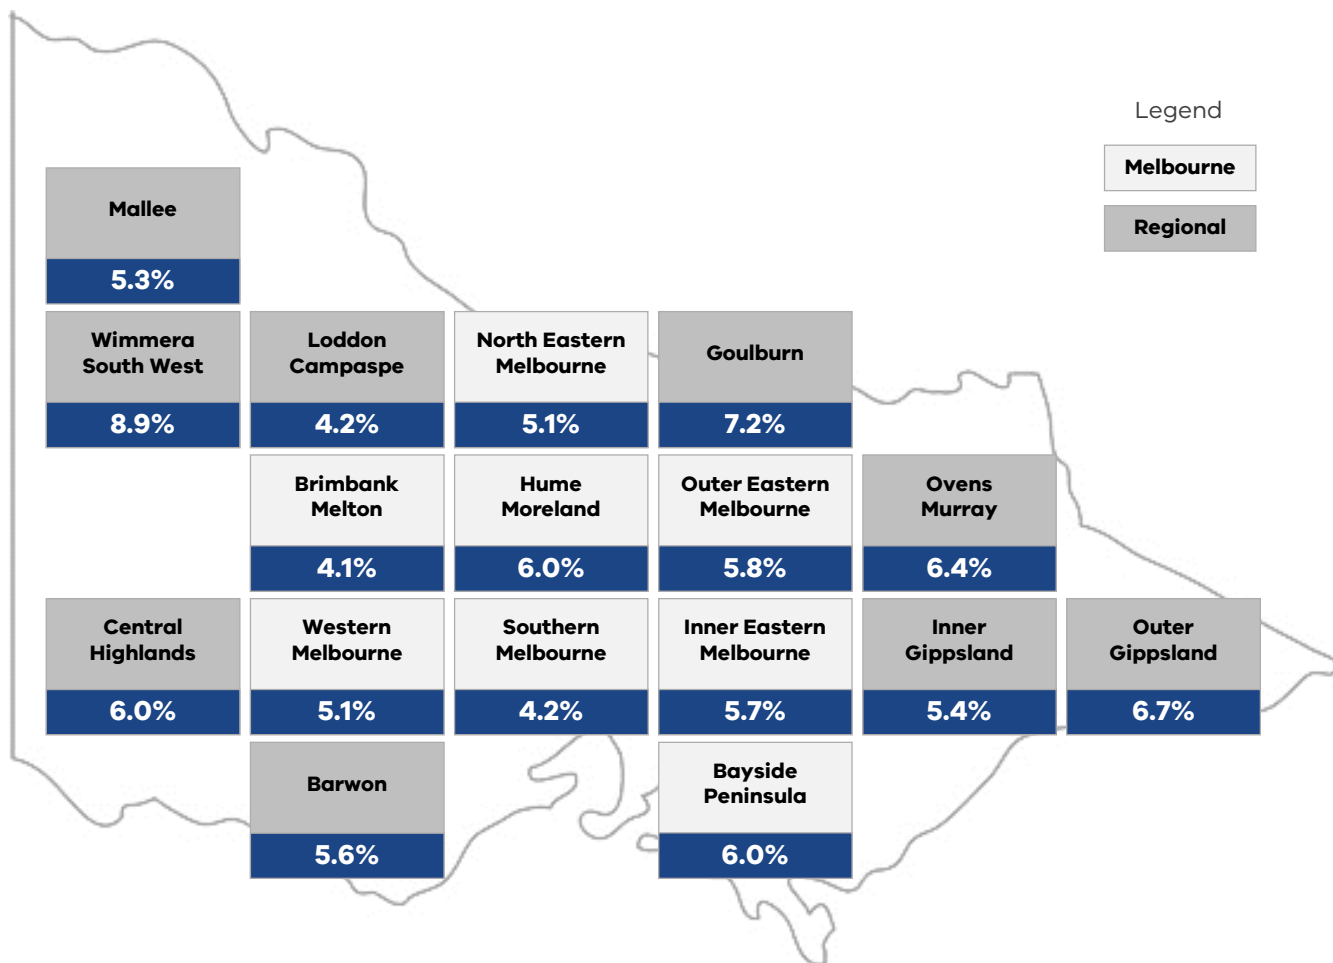 Legend
Melbourne
Regional
Mallee
5.3%
Wimmera
South West
8.9%
Loddon
Campaspe
4.2%
North Eastern
Melbourne
5.1%
Goulburn
7.2%
Brimbank
Melton
4.1%
Hume
Moreland
6.0%
Outer Eastern
Melbourne
5.8%
Ovens
Murray
6.4%
Central
Highlands
6.0%
Western
Melbourne
5.1%
Southern
Melbourne
4.2%
Inner Eastern
Melbourne
5.7%
Inner
Gippsland
5.4%
Outer
Gippsland
6.7%
Barwon
5.6%
Bayside
Peninsula
6.0%